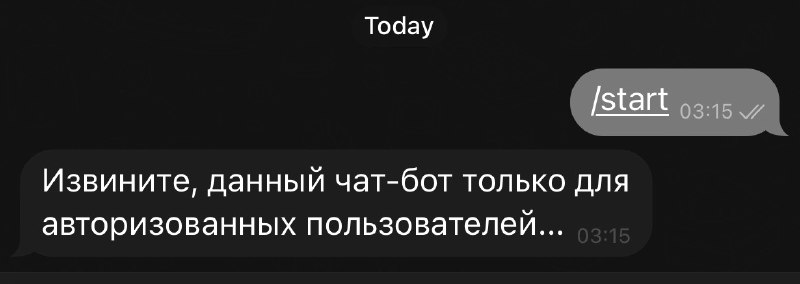 Today
/start 03:15
Извините, данный чат-бот только для
авторизованных пользователей... 03:15